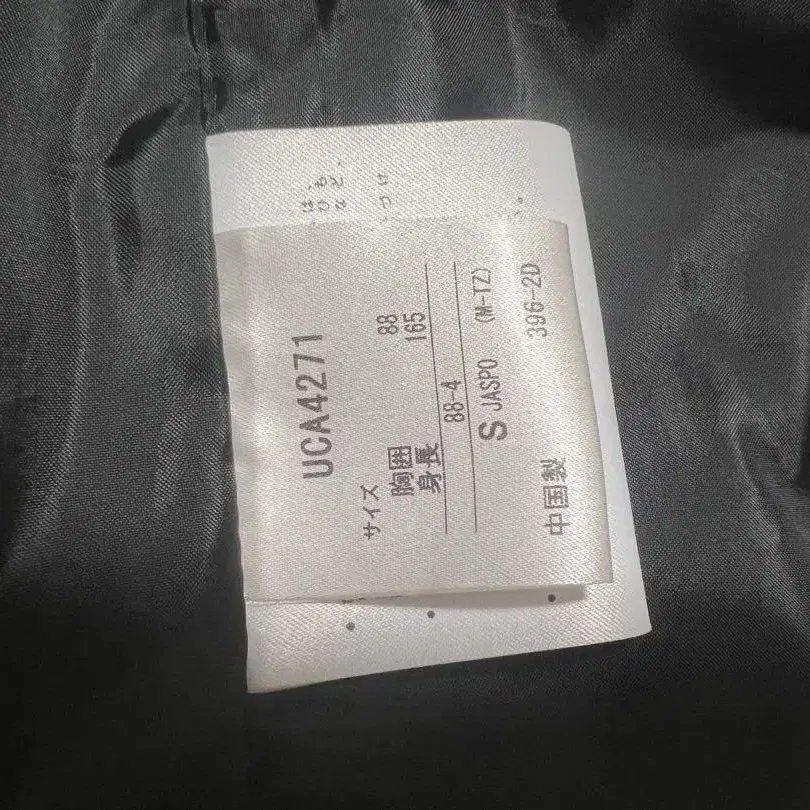 UCA4271
サイズ
胸囲 88
身長 165
88-4
S JASPO (M-TZ)
396-2D
中国製